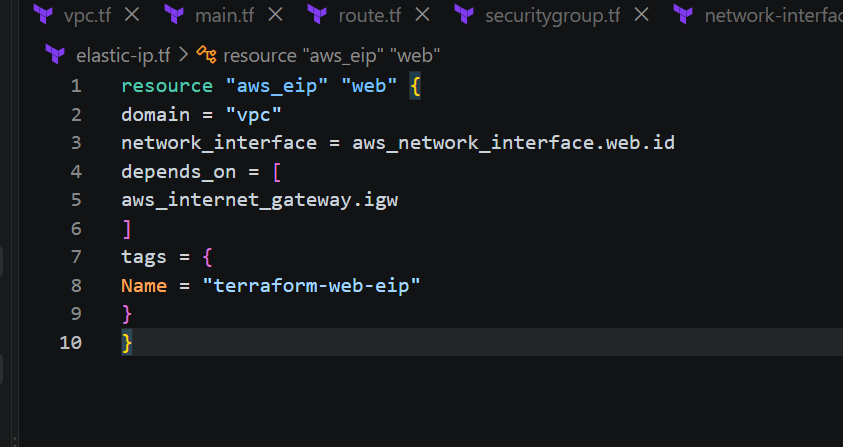 vpc.tf main.tf route.tf securitygroup.tf
elastic-ip.tf > resource "aws_eip" "web"
1 resource "aws_eip" "web" {
2 domain = "vpc"
3 network_interface = aws_network_interface.web.id
4 depends_on = [
5 aws_internet_gateway.igw
6 ]
7 tags = {
8 Name = "terraform-web-eip"
9 }
10 }